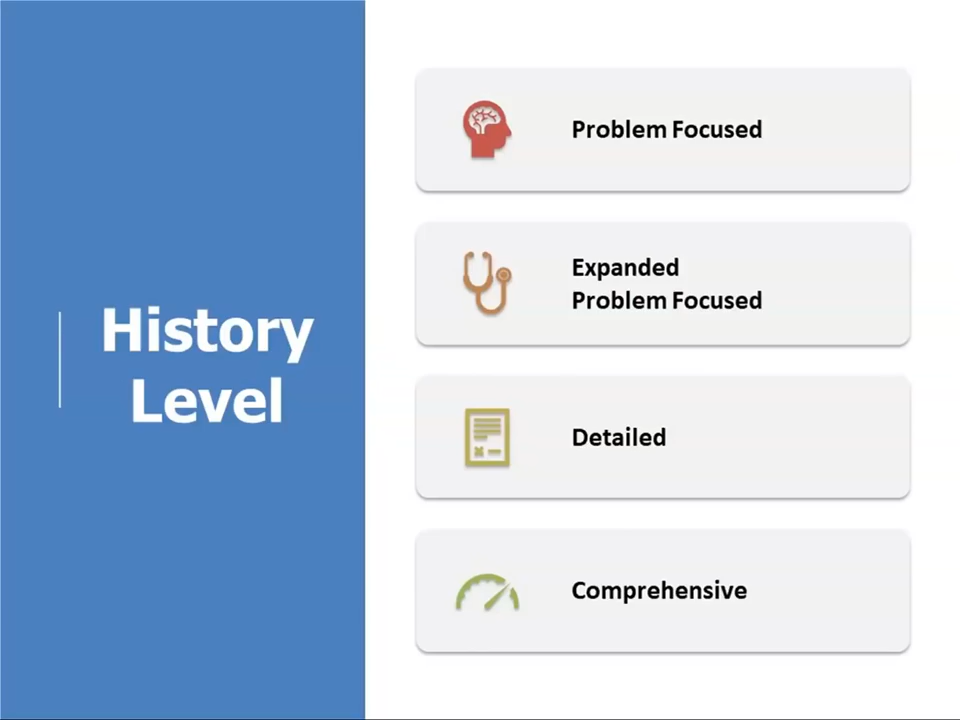 History
Level
Problem Focused
Expanded
Problem Focused
Detailed
Comprehensive